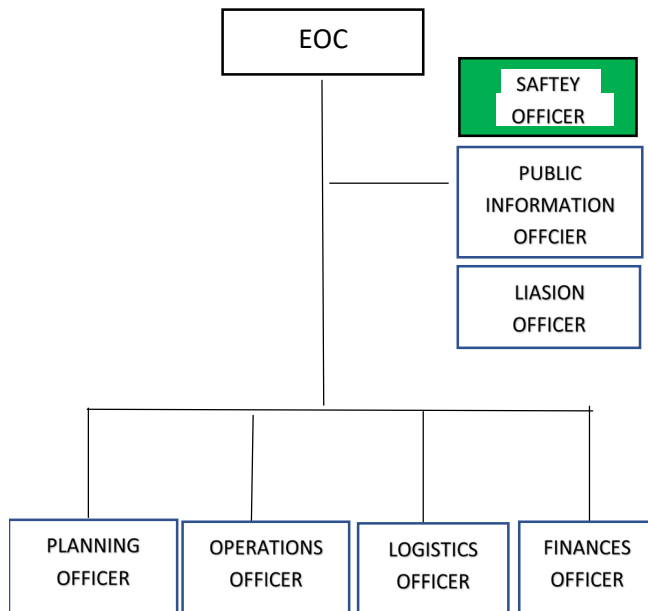 EOC
SAFTEY
OFFICER
PUBLIC
INFORMATION
OFFCIER
LIASION
OFFICER
PLANNING
OFFICER
OPERATIONS
OFFICER
LOGISTICS
OFFICER
FINANCES
OFFICER